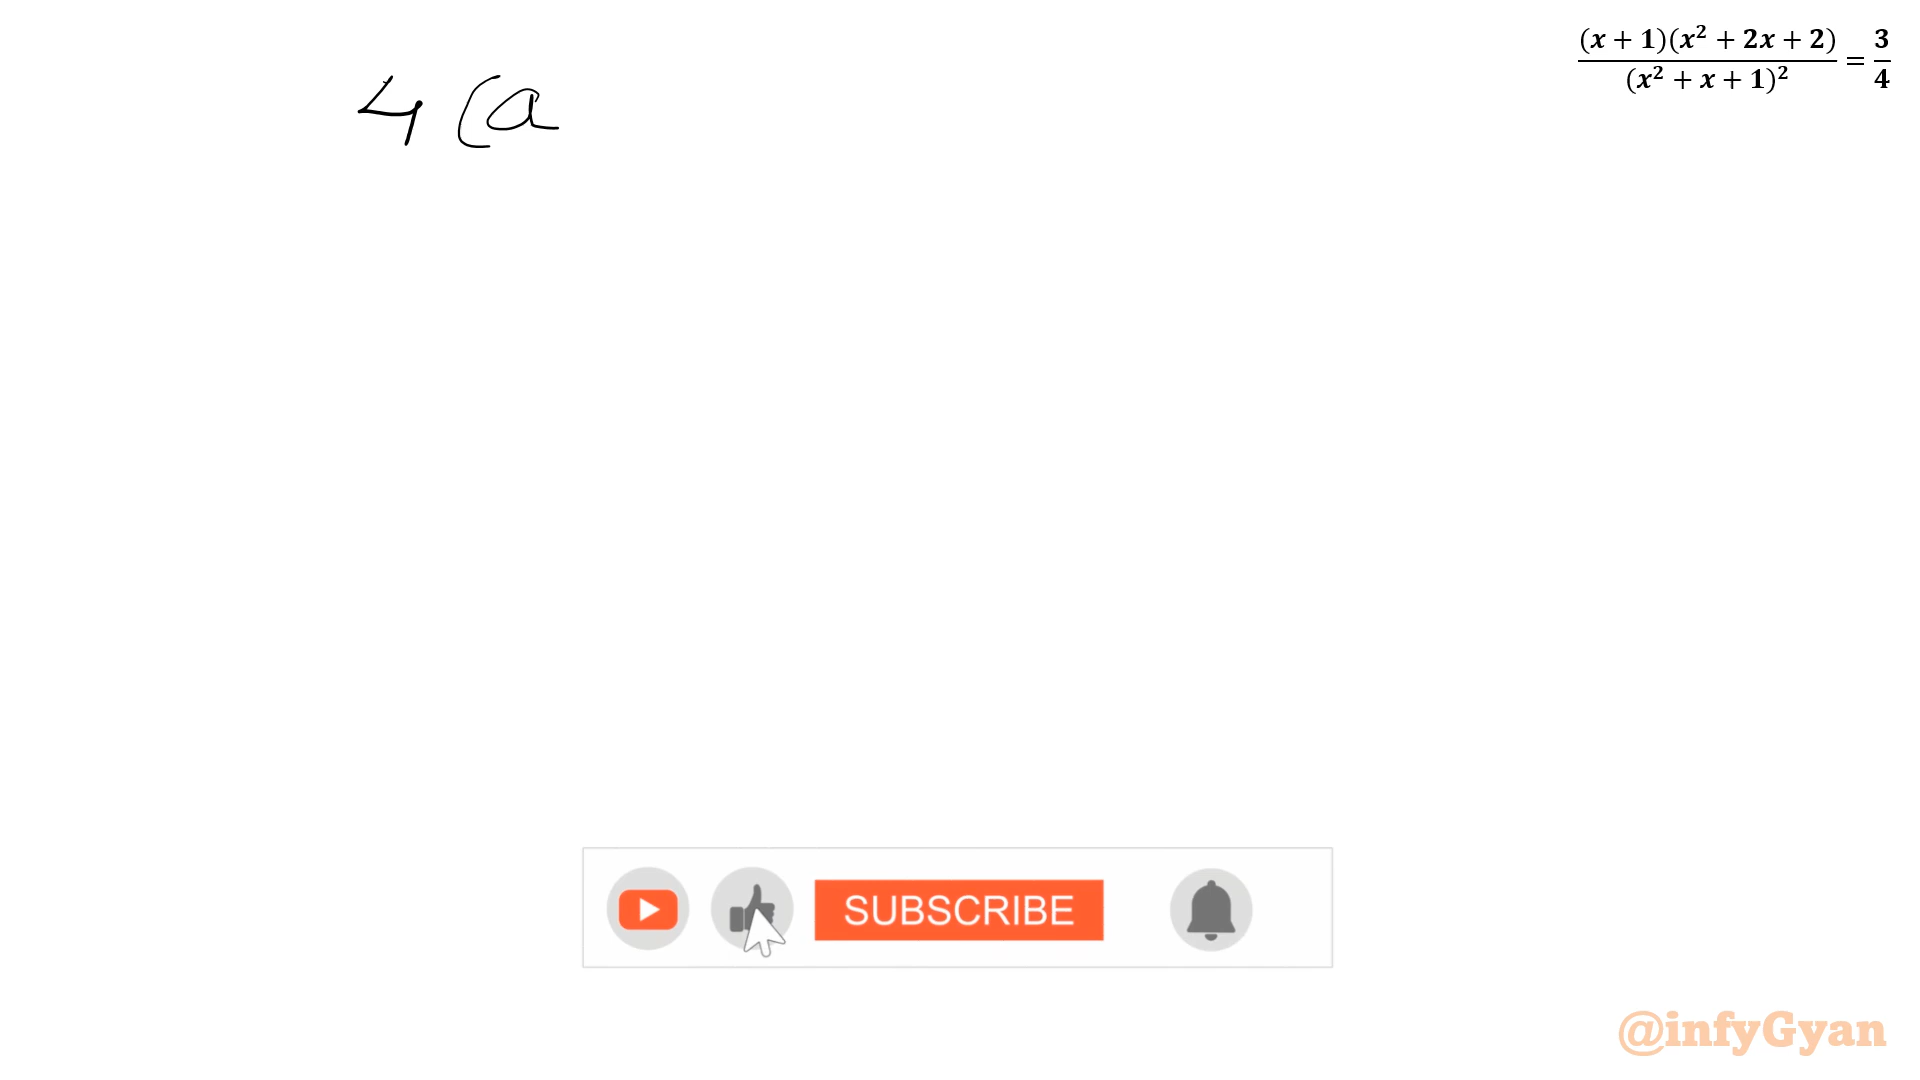 (x + 1)(x² + 2x + 2) / (x² + x + 1)² = 3/4
4 (a
SUBSCRIBE
@infyGyan